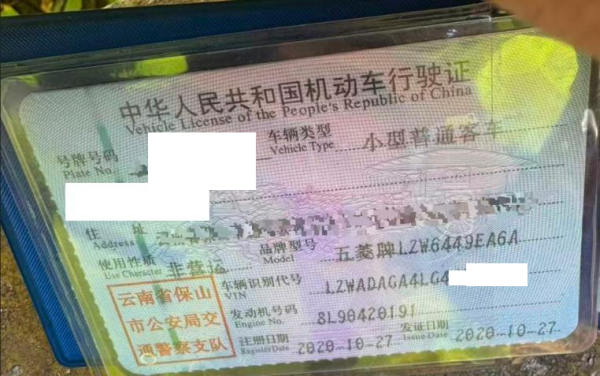 中华人民共和国机动车行驶证
Vehicle License of the People's Republic of China
号牌号码
Plate No.
车辆类型 小型普通客车
Vehicle Type
住 址
Address
使用性质 非营运
Use Character
品牌型号 五菱牌LZW6449EA6A
Model
云南省保山
市公安局交
通警察支队
车辆识别代号 LZWADAGA4LG4
VIN
发动机号码 8L90420191
Engine No.
注册日期 2020-10-27
Register Date
发证日期 2020-10-27
Issue Date